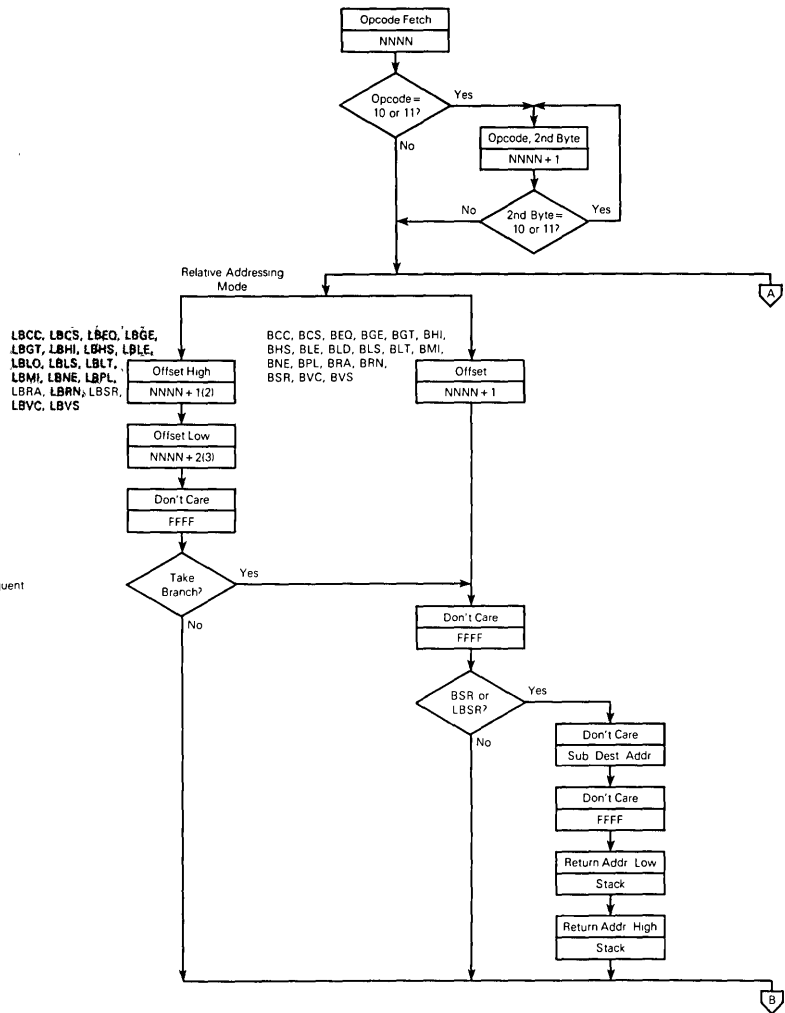 Opcode Fetch
NNNN
Opcode =
10 or 11?
Yes
No
Opcode, 2nd Byte
NNNN + 1
2nd Byte =
10 or 11?
No
Yes
A
Relative Addressing
Mode
LBCC, LBCS, LBEQ, LBGE,
LBGT, LBHI, LBHS, LBLE,
LBLO, LBLS, LBLT,
LBMI, LBNE, LBPL,
LBRA, LBRN, LBSR,
LBVC, LBVS
Offset High
NNNN + 1(2)
Offset Low
NNNN + 2(3)
Don't Care
FFFF
Take
Branch?
Yes
No
BCC, BCS, BEQ, BGE, BGT, BHI,
BHS, BLE, BLD, BLS, BLT, BMI,
BNE, BPL, BRA, BRN,
BSR, BVC, BVS
Offset
NNNN + 1
uent
Don't Care
FFFF
BSR or
LBSR?
Yes
No
Don't Care
Sub Dest Addr
Don't Care
FFFF
Return Addr Low
Stack
Return Addr High
Stack
B